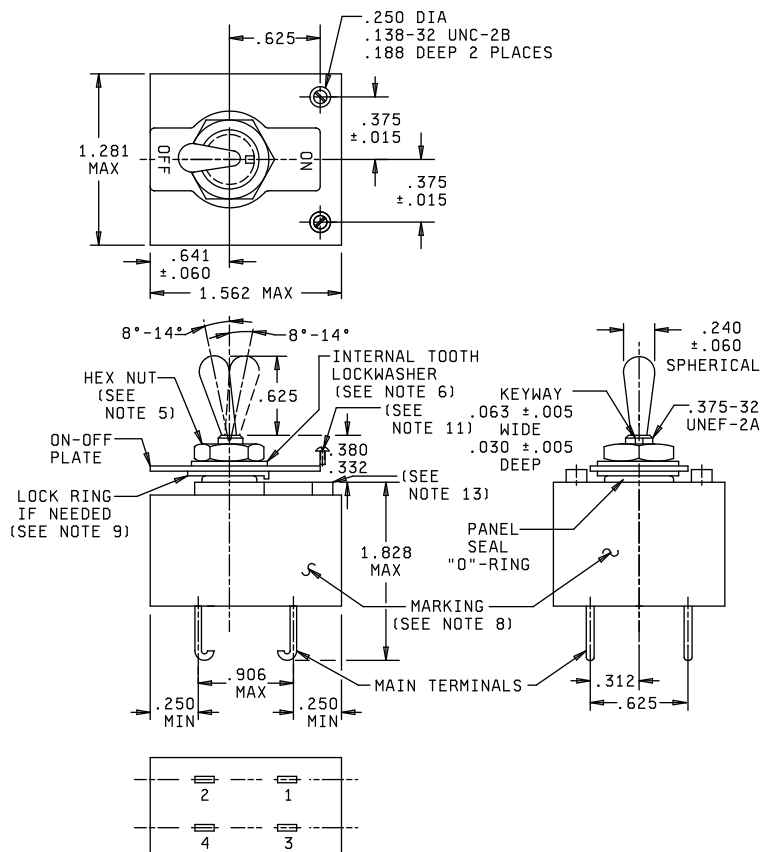 .250 DIA
.138-32 UNC-2B
.188 DEEP 2 PLACES
.625
.375
±.015
1.281
MAX
OFF
ON
.375
±.015
.641
±.060
1.562 MAX
8°-14°
8°-14°
HEX NUT
(SEE
NOTE 5)
INTERNAL TOOTH
LOCKWASHER
(SEE NOTE 6)
.625
(SEE
NOTE 11)
ON-OFF
PLATE
.380
.332
LOCK RING
IF NEEDED
(SEE NOTE 9)
(SEE
NOTE 13)
1.828
MAX
.240
±.060
SPHERICAL
KEYWAY
.063 ±.005
WIDE
.030 ±.005
DEEP
.375-32
UNEF-2A
PANEL
SEAL
"O"-RING
MARKING
(SEE NOTE 8)
.906
MAX
MAIN TERMINALS
.250
MIN
.250
MIN
.312
.625
2 1
4 3